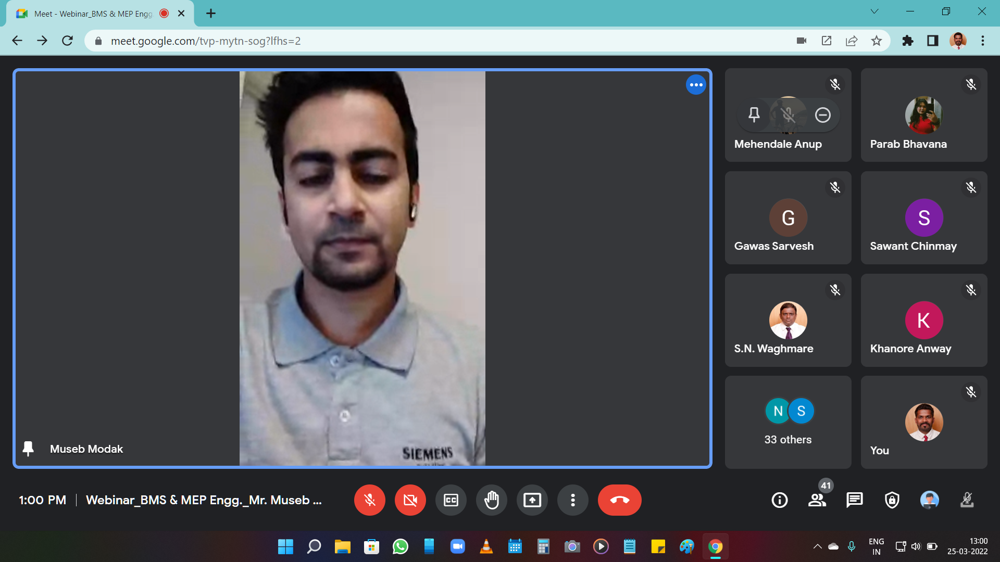 Meet - Webinar_BMS & MEP Engg
meet.google.com/tvp-mytn-sog?lfhs=2
SIEMENS
Museb Modak
Mehendale Anup
Parab Bhavana
G
Gawas Sarvesh
S
Sawant Chinmay
S.N. Waghmare
K
Khanore Anway
N S
33 others
You
1:00 PM | Webinar_BMS & MEP Engg._Mr. Museb ...
CC
41
ENG
IN
13:00
25-03-2022